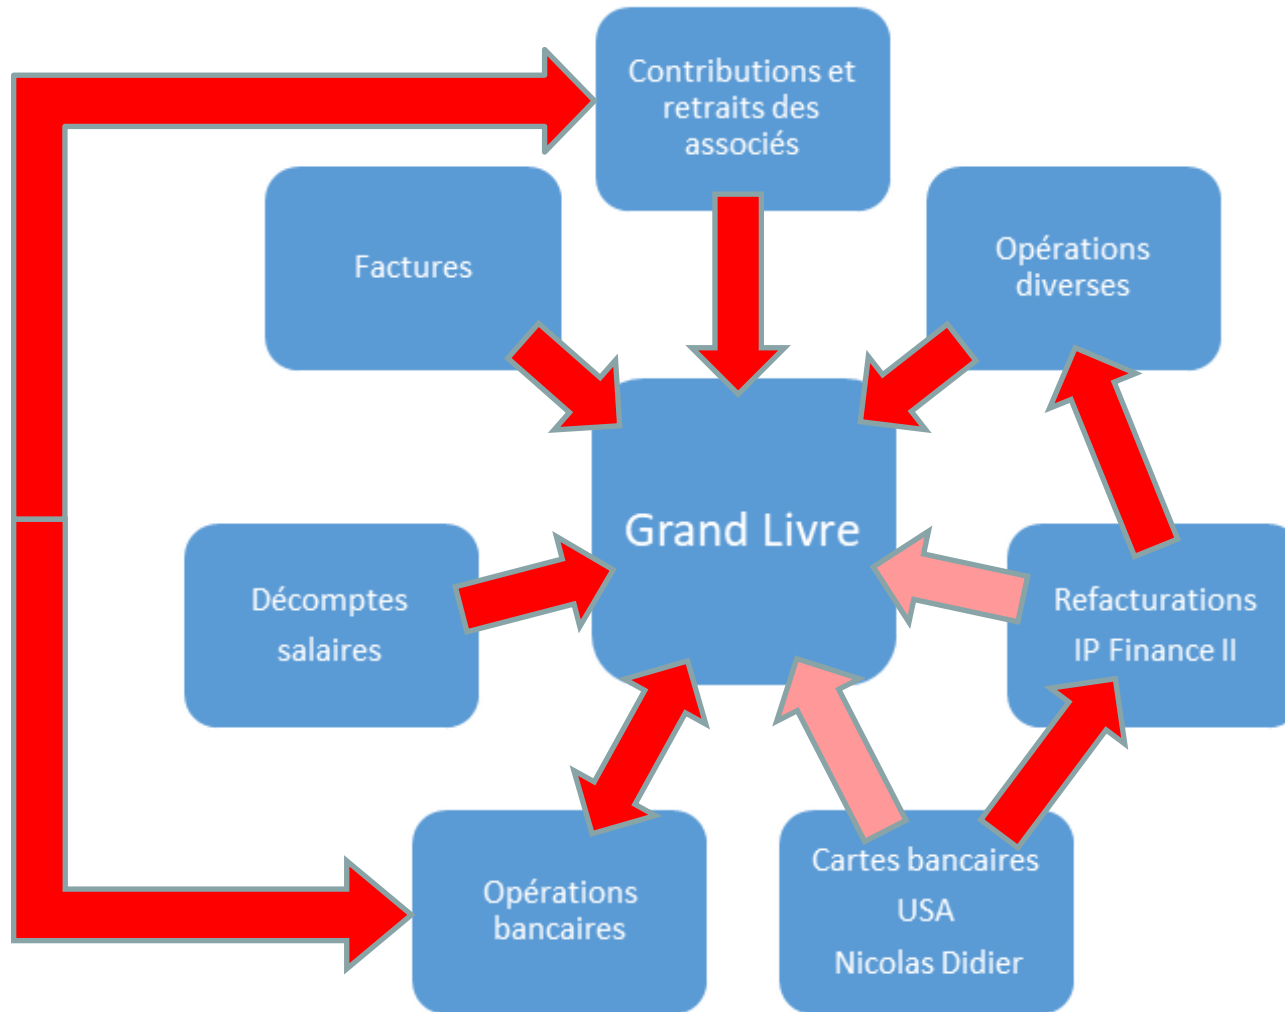 Contributions et
retraits des
associés
Factures
Opérations
diverses
Grand Livre
Décomptes
salaires
Refacturations
IP Finance II
Opérations
bancaires
Cartes bancaires
USA
Nicolas Didier